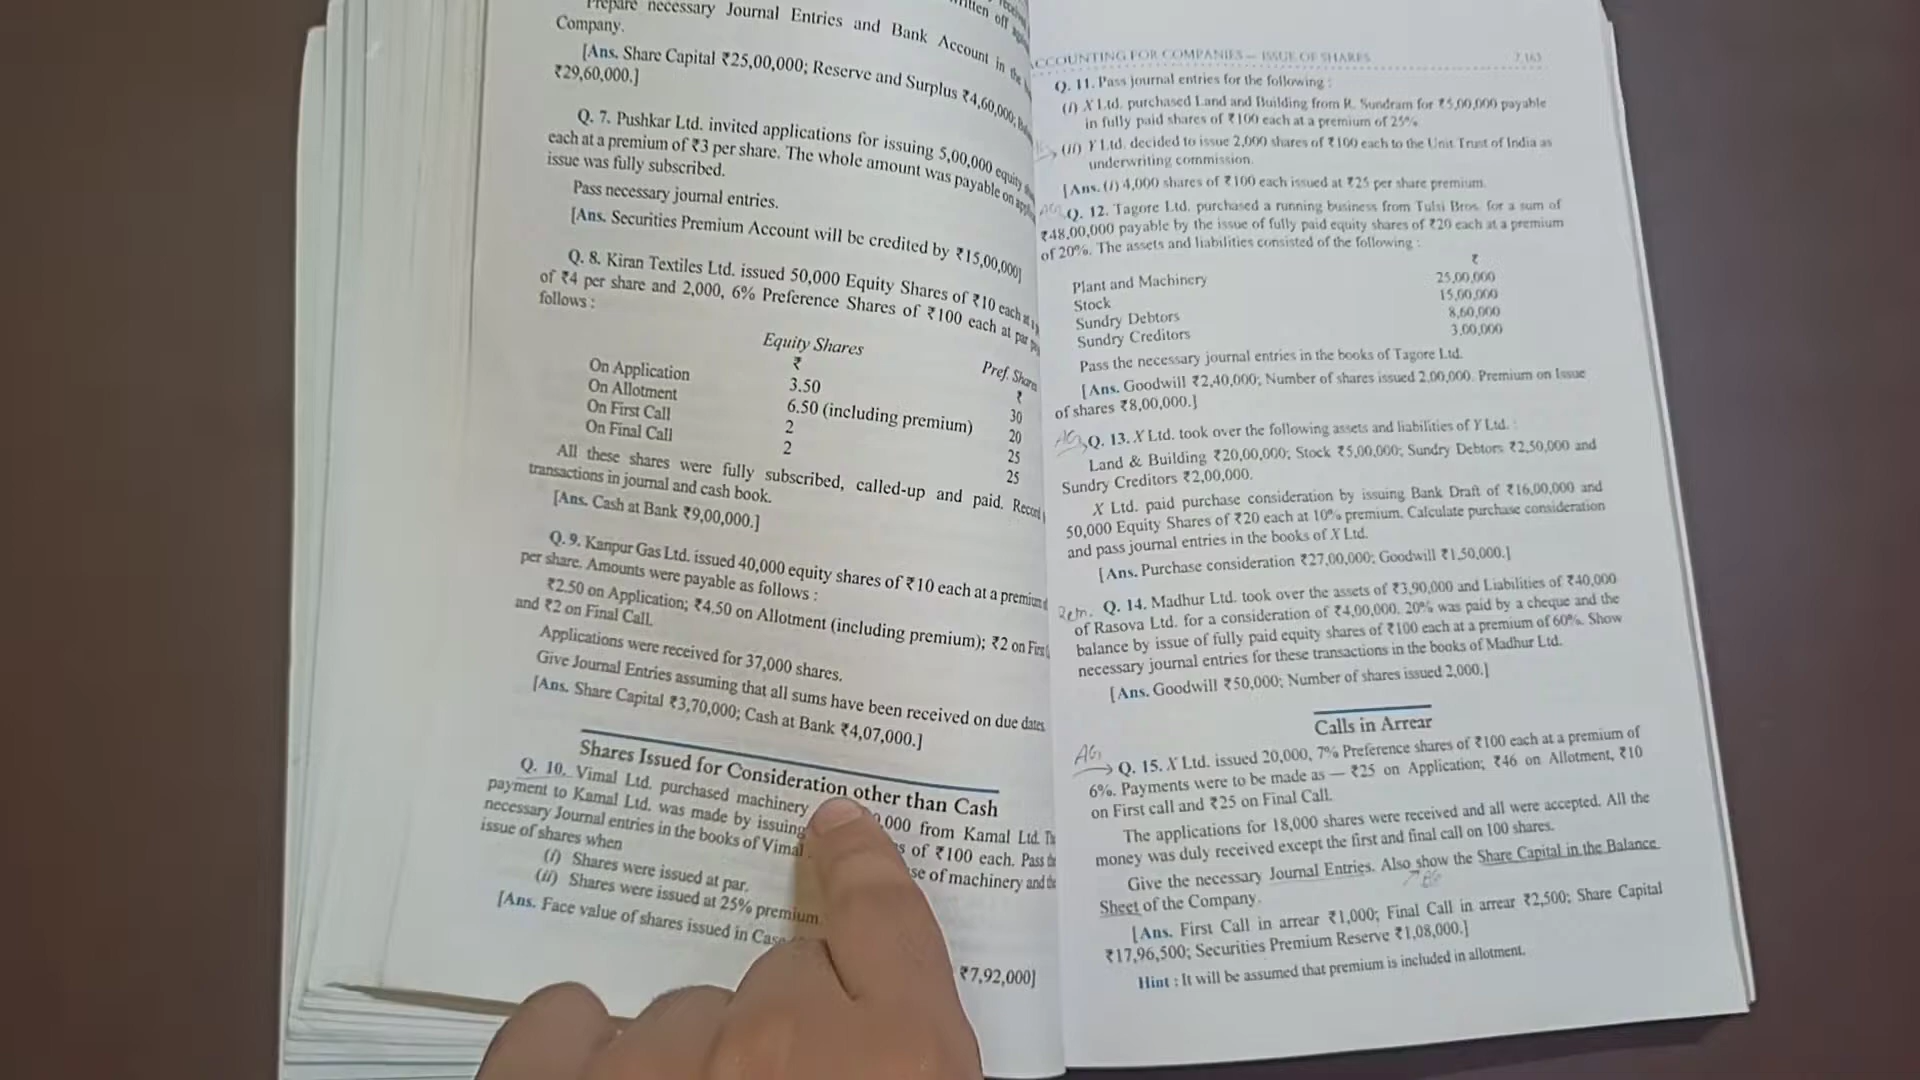 Prepare necessary Journal Entries and Bank Account in the
Company.
[Ans. Share Capital ₹25,00,000; Reserve and Surplus ₹4,60,000;
₹29,60,000.]
Q. 7. Pushkar Ltd. invited applications for issuing 5,00,000 equity
each at a premium of ₹3 per share. The whole amount was payable on
issue was fully subscribed.
Pass necessary journal entries.
[Ans. Securities Premium Account will be credited by ₹15,00,000]
Q. 8. Kiran Textiles Ltd. issued 50,000 Equity Shares of ₹10 each at
of ₹4 per share and 2,000, 6% Preference Shares of ₹100 each at par
follows :
Equity Shares Pref. Shares
₹ ₹
On Application 3.50 30
On Allotment 6.50 (including premium) 20
On First Call 2 25
On Final Call 2 25
All these shares were fully subscribed, called-up and paid. Record
transactions in journal and cash book.
[Ans. Cash at Bank ₹9,00,000.]
Q. 9. Kanpur Gas Ltd. issued 40,000 equity shares of ₹10 each at a premium
per share. Amounts were payable as follows :
₹2.50 on Application; ₹4.50 on Allotment (including premium); ₹2 on First
and ₹2 on Final Call.
Applications were received for 37,000 shares.
Give Journal Entries assuming that all sums have been received on due dates.
[Ans. Share Capital ₹3,70,000; Cash at Bank ₹4,07,000.]
Shares Issued for Consideration other than Cash
Q. 10. Vimal Ltd. purchased machinery from Kamal Ltd.
payment to Kamal Ltd. was made by issuing of ₹100 each. Pass
necessary Journal entries in the books of Vimal of machinery and
issue of shares when
(i) Shares were issued at par.
(ii) Shares were issued at 25% premium.
[Ans. Face value of shares issued in Case
₹7,92,000]
ACCOUNTING FOR COMPANIES — ISSUE OF SHARES 7.163
Q. 11. Pass journal entries for the following :
(i) X Ltd. purchased Land and Building from R. Sundram for ₹5,00,000 payable
in fully paid shares of ₹100 each at a premium of 25%.
(ii) Y Ltd. decided to issue 2,000 shares of ₹100 each to the Unit Trust of India as
underwriting commission.
[Ans. (i) 4,000 shares of ₹100 each issued at ₹25 per share premium.
Q. 12. Tagore Ltd. purchased a running business from Tulsi Bros. for a sum of
₹48,00,000 payable by the issue of fully paid equity shares of ₹20 each at a premium
of 20%. The assets and liabilities consisted of the following :
₹
Plant and Machinery 25,00,000
Stock 15,00,000
Sundry Debtors 8,60,000
Sundry Creditors 3,00,000
Pass the necessary journal entries in the books of Tagore Ltd.
[Ans. Goodwill ₹2,40,000; Number of shares issued 2,00,000. Premium on Issue
of shares ₹8,00,000.]
Q. 13. X Ltd. took over the following assets and liabilities of Y Ltd. :
Land & Building ₹20,00,000; Stock ₹5,00,000; Sundry Debtors ₹2,50,000 and
Sundry Creditors ₹2,00,000.
X Ltd. paid purchase consideration by issuing Bank Draft of ₹16,00,000 and
50,000 Equity Shares of ₹20 each at 10% premium. Calculate purchase consideration
and pass journal entries in the books of X Ltd.
[Ans. Purchase consideration ₹27,00,000; Goodwill ₹1,50,000.]
Q. 14. Madhur Ltd. took over the assets of ₹3,90,000 and Liabilities of ₹40,000
of Rasova Ltd. for a consideration of ₹4,00,000. 20% was paid by a cheque and the
balance by issue of fully paid equity shares of ₹100 each at a premium of 60%. Show
necessary journal entries for these transactions in the books of Madhur Ltd.
[Ans. Goodwill ₹50,000; Number of shares issued 2,000.]
Calls in Arrear
Q. 15. X Ltd. issued 20,000, 7% Preference shares of ₹100 each at a premium of
6%. Payments were to be made as — ₹25 on Application; ₹46 on Allotment, ₹10
on First call and ₹25 on Final Call.
The applications for 18,000 shares were received and all were accepted. All the
money was duly received except the first and final call on 100 shares.
Give the necessary Journal Entries. Also show the Share Capital in the Balance
Sheet of the Company.
[Ans. First Call in arrear ₹1,000; Final Call in arrear ₹2,500; Share Capital
₹17,96,500; Securities Premium Reserve ₹1,08,000.]
Hint : It will be assumed that premium is included in allotment.